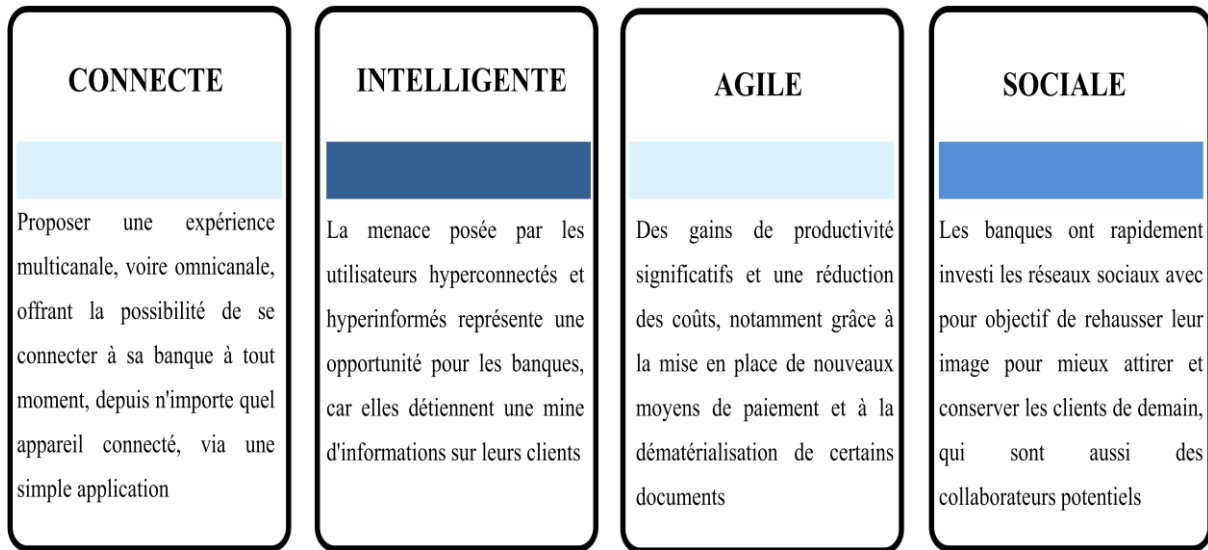 CONNECTE
Proposer une expérience
multicanale, voire omnicanale,
offrant la possibilité de se
connecter à sa banque à tout
moment, depuis n'importe quel
appareil connecté, via une
simple application
INTELLIGENTE
La menace posée par les
utilisateurs hyperconnectés et
hyperinformés représente une
opportunité pour les banques,
car elles détiennent une mine
d'informations sur leurs clients
AGILE
Des gains de productivité
significatifs et une réduction
des coûts, notamment grâce à
la mise en place de nouveaux
moyens de paiement et à la
dématérialisation de certains
documents
SOCIALE
Les banques ont rapidement
investi les réseaux sociaux avec
pour objectif de rehausser leur
image pour mieux attirer et
conserver les clients de demain,
qui sont aussi des
collaborateurs potentiels